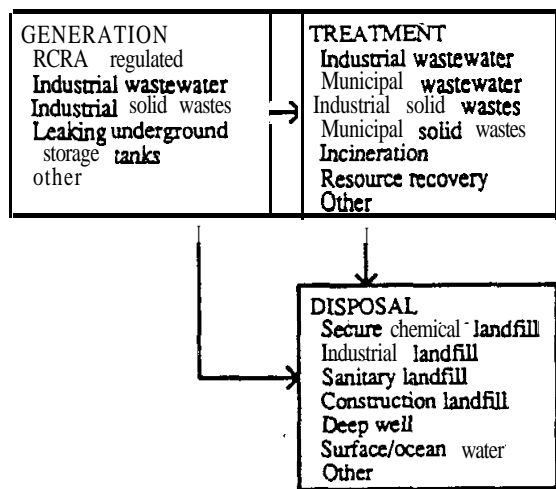 GENERATION
RCRA regulated
Industrial wastewater
Industrial solid wastes
Leaking underground
storage tanks
other
TREATMENT
Industrial wastewater
Municipal wastewater
Industrial solid wastes
Municipal solid wastes
Incineration
Resource recovery
Other
DISPOSAL
Secure chemical landfill
Industrial landfill
Sanitary landfill
Construction landfill
Deep well
Surface/ocean water
Other